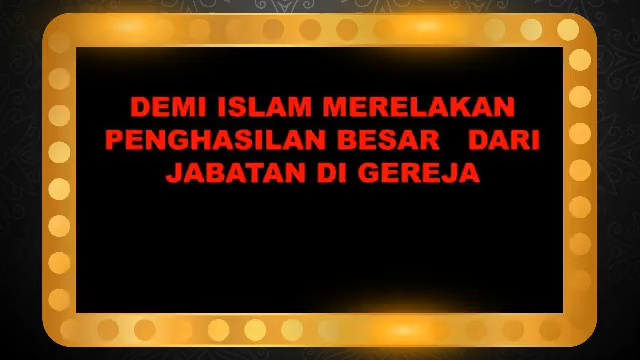 DEMI ISLAM MERELAKAN
PENGHASILAN BESAR DARI
JABATAN DI GEREJA